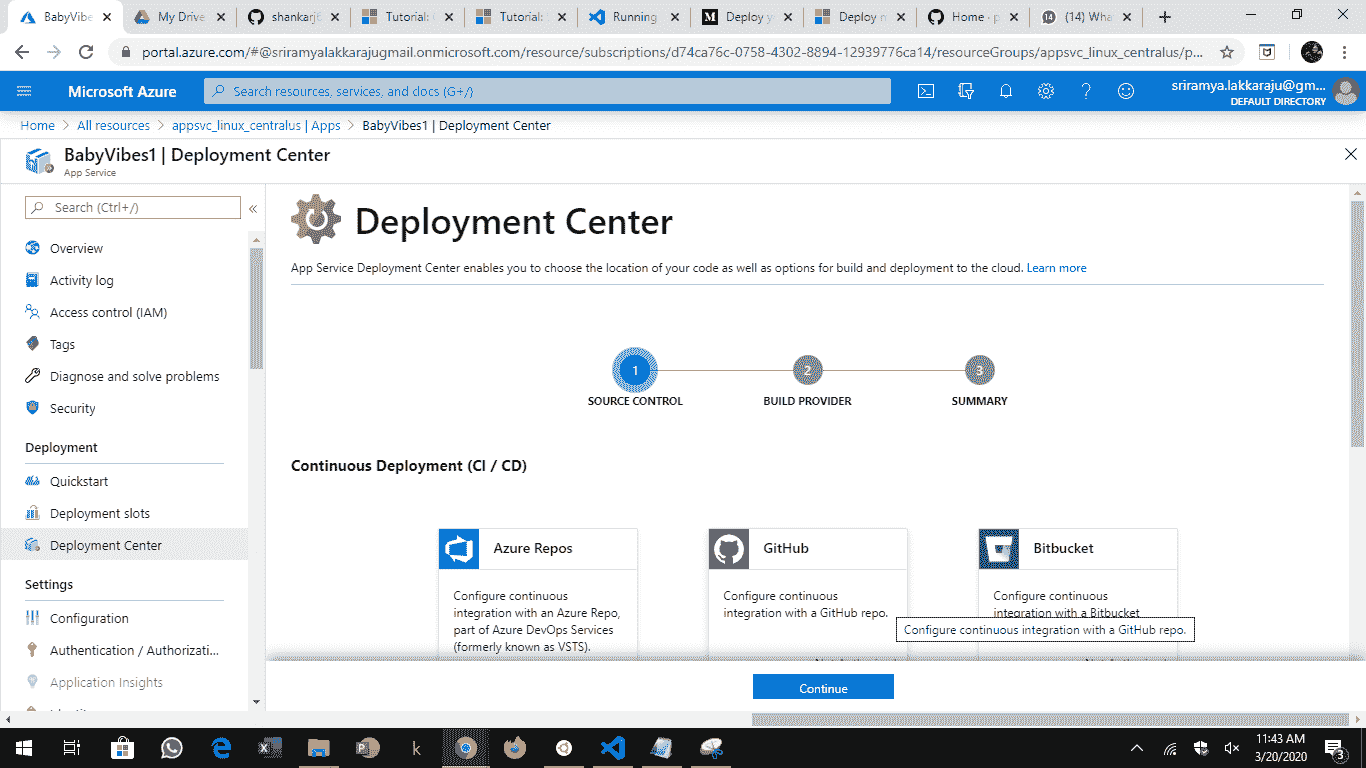 BabyVibe
My Drive
shankarj6
Tutorial:
Tutorial:
Running
Deploy y
Deploy n
Home · p
(14) Wha
portal.azure.com/#@sriramyalakkarajugmail.onmicrosoft.com/resource/subscriptions/d74ca76c-0758-4302-8894-12939776ca14/resourceGroups/appsvc_linux_centralus/p...
Microsoft Azure
Search resources, services, and docs (G+/)
sriramya.lakkaraju@gm...
DEFAULT DIRECTORY
Home > All resources > appsvc_linux_centralus | Apps > BabyVibes1 | Deployment Center
BabyVibes1 | Deployment Center
App Service
Search (Ctrl+/)
Overview
Activity log
Access control (IAM)
Tags
Diagnose and solve problems
Security
Deployment
Quickstart
Deployment slots
Deployment Center
Settings
Configuration
Authentication / Authorizati...
Application Insights
Deployment Center
App Service Deployment Center enables you to choose the location of your code as well as options for build and deployment to the cloud. Learn more
1
2
3
SOURCE CONTROL
BUILD PROVIDER
SUMMARY
Continuous Deployment (CI / CD)
Azure Repos
Configure continuous
integration with an Azure Repo,
part of Azure DevOps Services
(formerly known as VSTS).
GitHub
Configure continuous
integration with a GitHub repo.
Bitbucket
Configure continuous
integration with a Bitbucket
Configure continuous integration with a GitHub repo.
Continue
11:43 AM
3/20/2020
3